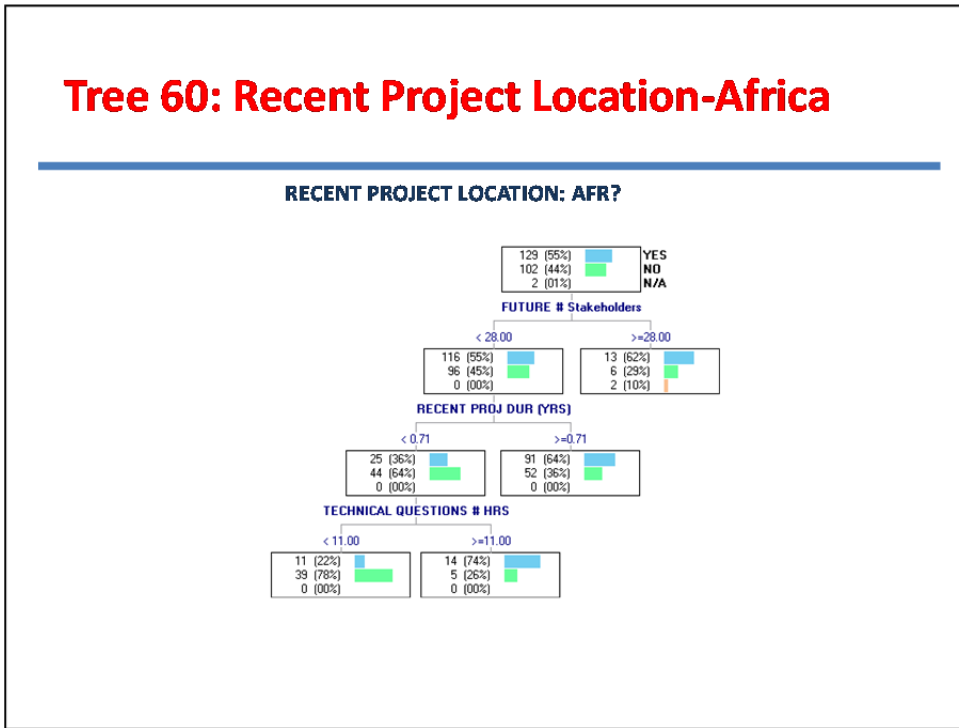 Tree 60: Recent Project Location-Africa
RECENT PROJECT LOCATION: AFR?
129 (55%) YES
102 (44%) NO
2 (01%) N/A
FUTURE # Stakeholders
< 28.00 >=28.00
116 (55%) 13 (62%)
96 (45%) 6 (29%)
0 (00%) 2 (10%)
RECENT PROJ DUR (YRS)
< 0.71 >=0.71
25 (36%) 91 (64%)
44 (64%) 52 (36%)
0 (00%) 0 (00%)
TECHNICAL QUESTIONS # HRS
< 11.00 >=11.00
11 (22%) 14 (74%)
39 (78%) 5 (26%)
0 (00%) 0 (00%)